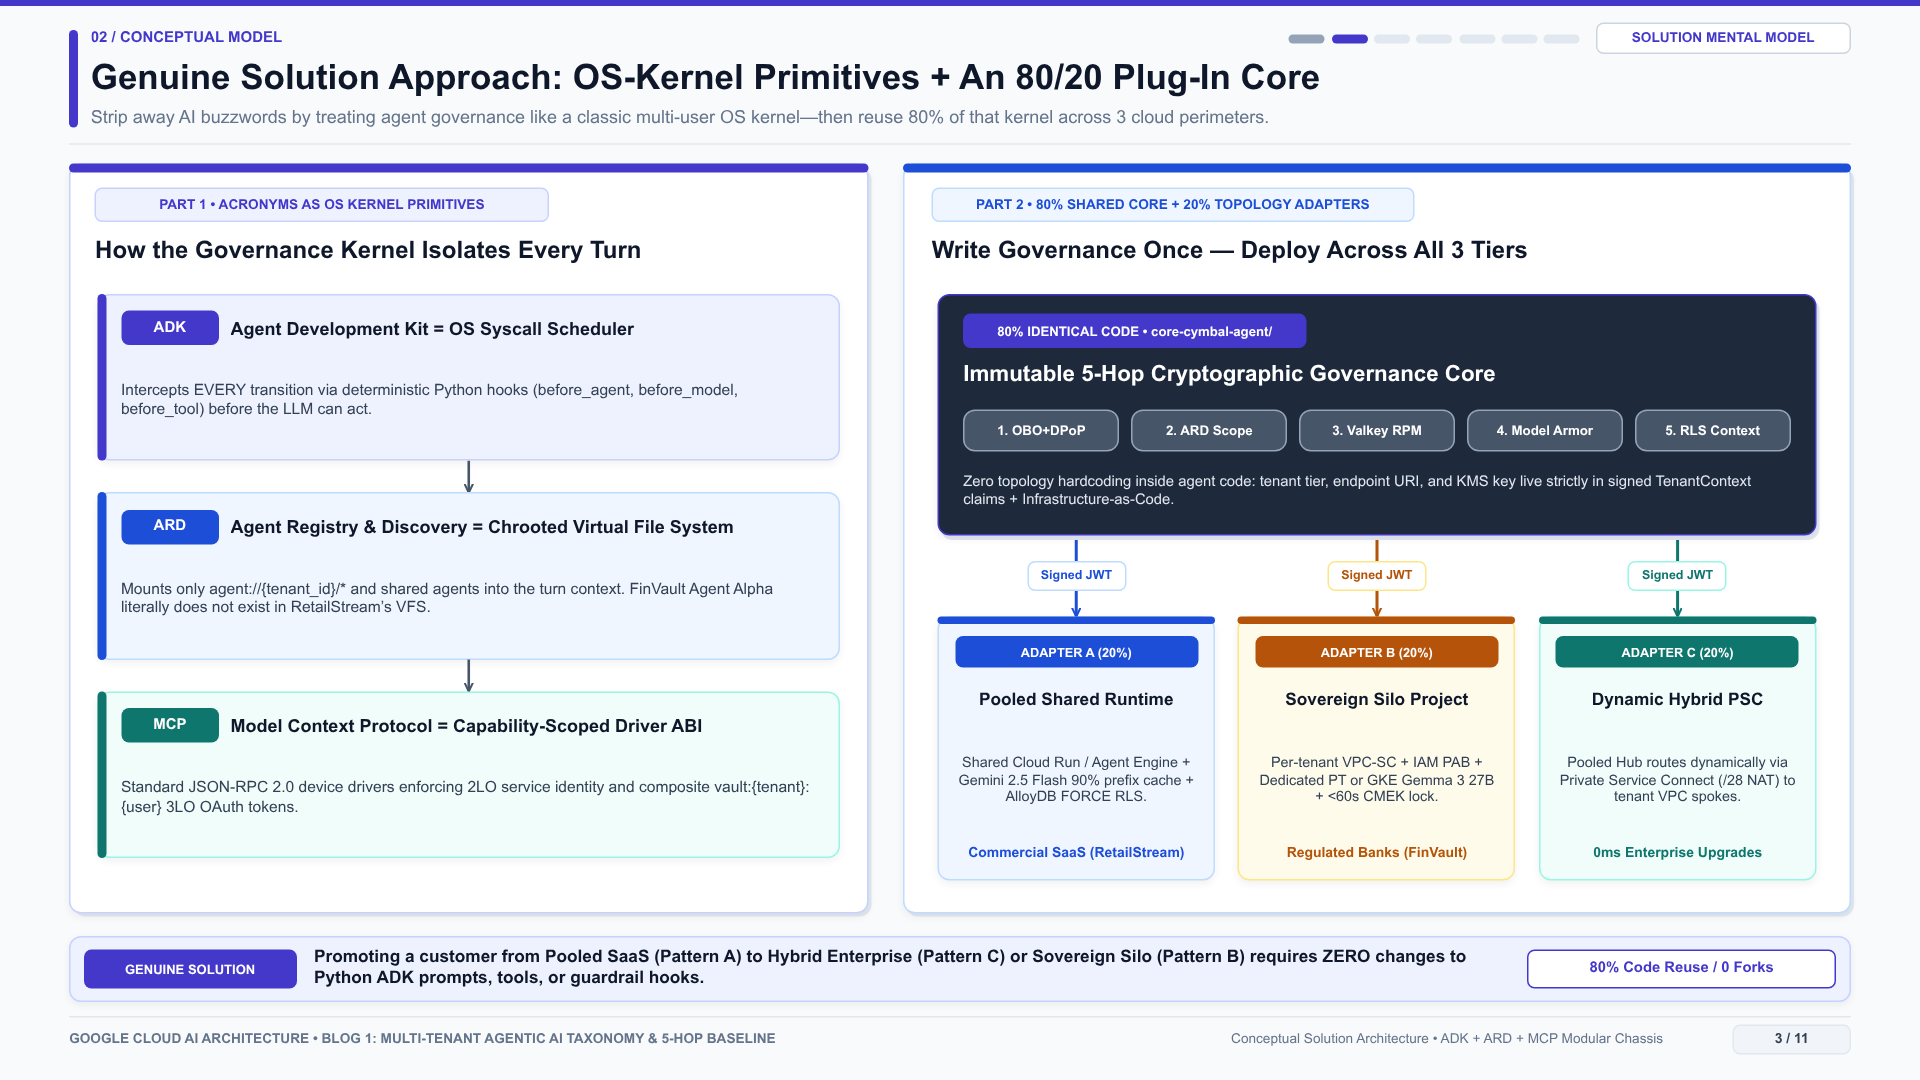 02 / CONCEPTUAL MODEL
SOLUTION MENTAL MODEL
Genuine Solution Approach: OS-Kernel Primitives + An 80/20 Plug-In Core
Strip away AI buzzwords by treating agent governance like a classic multi-user OS kernel—then reuse 80% of that kernel across 3 cloud perimeters.
PART 1 • ACRONYMS AS OS KERNEL PRIMITIVES
How the Governance Kernel Isolates Every Turn
ADK
Agent Development Kit = OS Syscall Scheduler
Intercepts EVERY transition via deterministic Python hooks (before_agent, before_model,
before_tool) before the LLM can act.
ARD
Agent Registry & Discovery = Chrooted Virtual File System
Mounts only agent://{tenant_id}/* and shared agents into the turn context. FinVault Agent Alpha
literally does not exist in RetailStream's VFS.
MCP
Model Context Protocol = Capability-Scoped Driver ABI
Standard JSON-RPC 2.0 device drivers enforcing 2LO service identity and composite vault:{tenant}:
{user} 3LO OAuth tokens.
PART 2 • 80% SHARED CORE + 20% TOPOLOGY ADAPTERS
Write Governance Once — Deploy Across All 3 Tiers
80% IDENTICAL CODE • core-cymbal-agent/
Immutable 5-Hop Cryptographic Governance Core
1. OBO+DPoP
2. ARD Scope
3. Valkey RPM
4. Model Armor
5. RLS Context
Zero topology hardcoding inside agent code: tenant tier, endpoint URI, and KMS key live strictly in signed TenantContext
claims + Infrastructure-as-Code.
Signed JWT
Signed JWT
Signed JWT
ADAPTER A (20%)
Pooled Shared Runtime
Shared Cloud Run / Agent Engine +
Gemini 2.5 Flash 90% prefix cache +
AlloyDB FORCE RLS.
Commercial SaaS (RetailStream)
ADAPTER B (20%)
Sovereign Silo Project
Per-tenant VPC-SC + IAM PAB +
Dedicated PT or GKE Gemma 3 27B
+ <60s CMEK lock.
Regulated Banks (FinVault)
ADAPTER C (20%)
Dynamic Hybrid PSC
Pooled Hub routes dynamically via
Private Service Connect (/28 NAT) to
tenant VPC spokes.
0ms Enterprise Upgrades
GENUINE SOLUTION
Promoting a customer from Pooled SaaS (Pattern A) to Hybrid Enterprise (Pattern C) or Sovereign Silo (Pattern B) requires ZERO changes to
Python ADK prompts, tools, or guardrail hooks.
80% Code Reuse / 0 Forks
GOOGLE CLOUD AI ARCHITECTURE • BLOG 1: MULTI-TENANT AGENTIC AI TAXONOMY & 5-HOP BASELINE
Conceptual Solution Architecture • ADK + ARD + MCP Modular Chassis
3 / 11